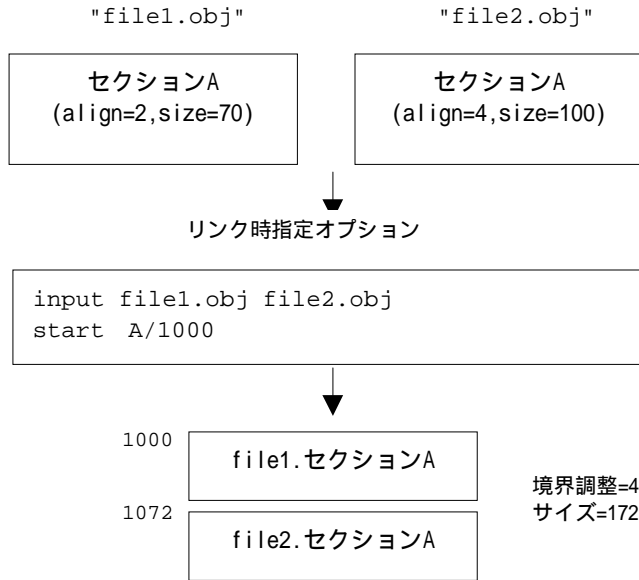 "file1.obj"
"file2.obj"
セクションA
(align=2,size=70)
セクションA
(align=4,size=100)
リンク時指定オプション
input file1.obj file2.obj
start A/1000
1000
file1.セクションA
境界調整=4
サイズ=172
1072
file2.セクションA